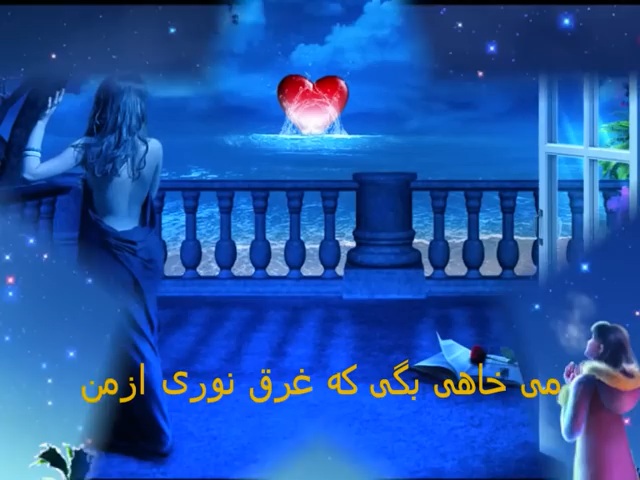 می خاهی بگی که غرق نوری ازمن